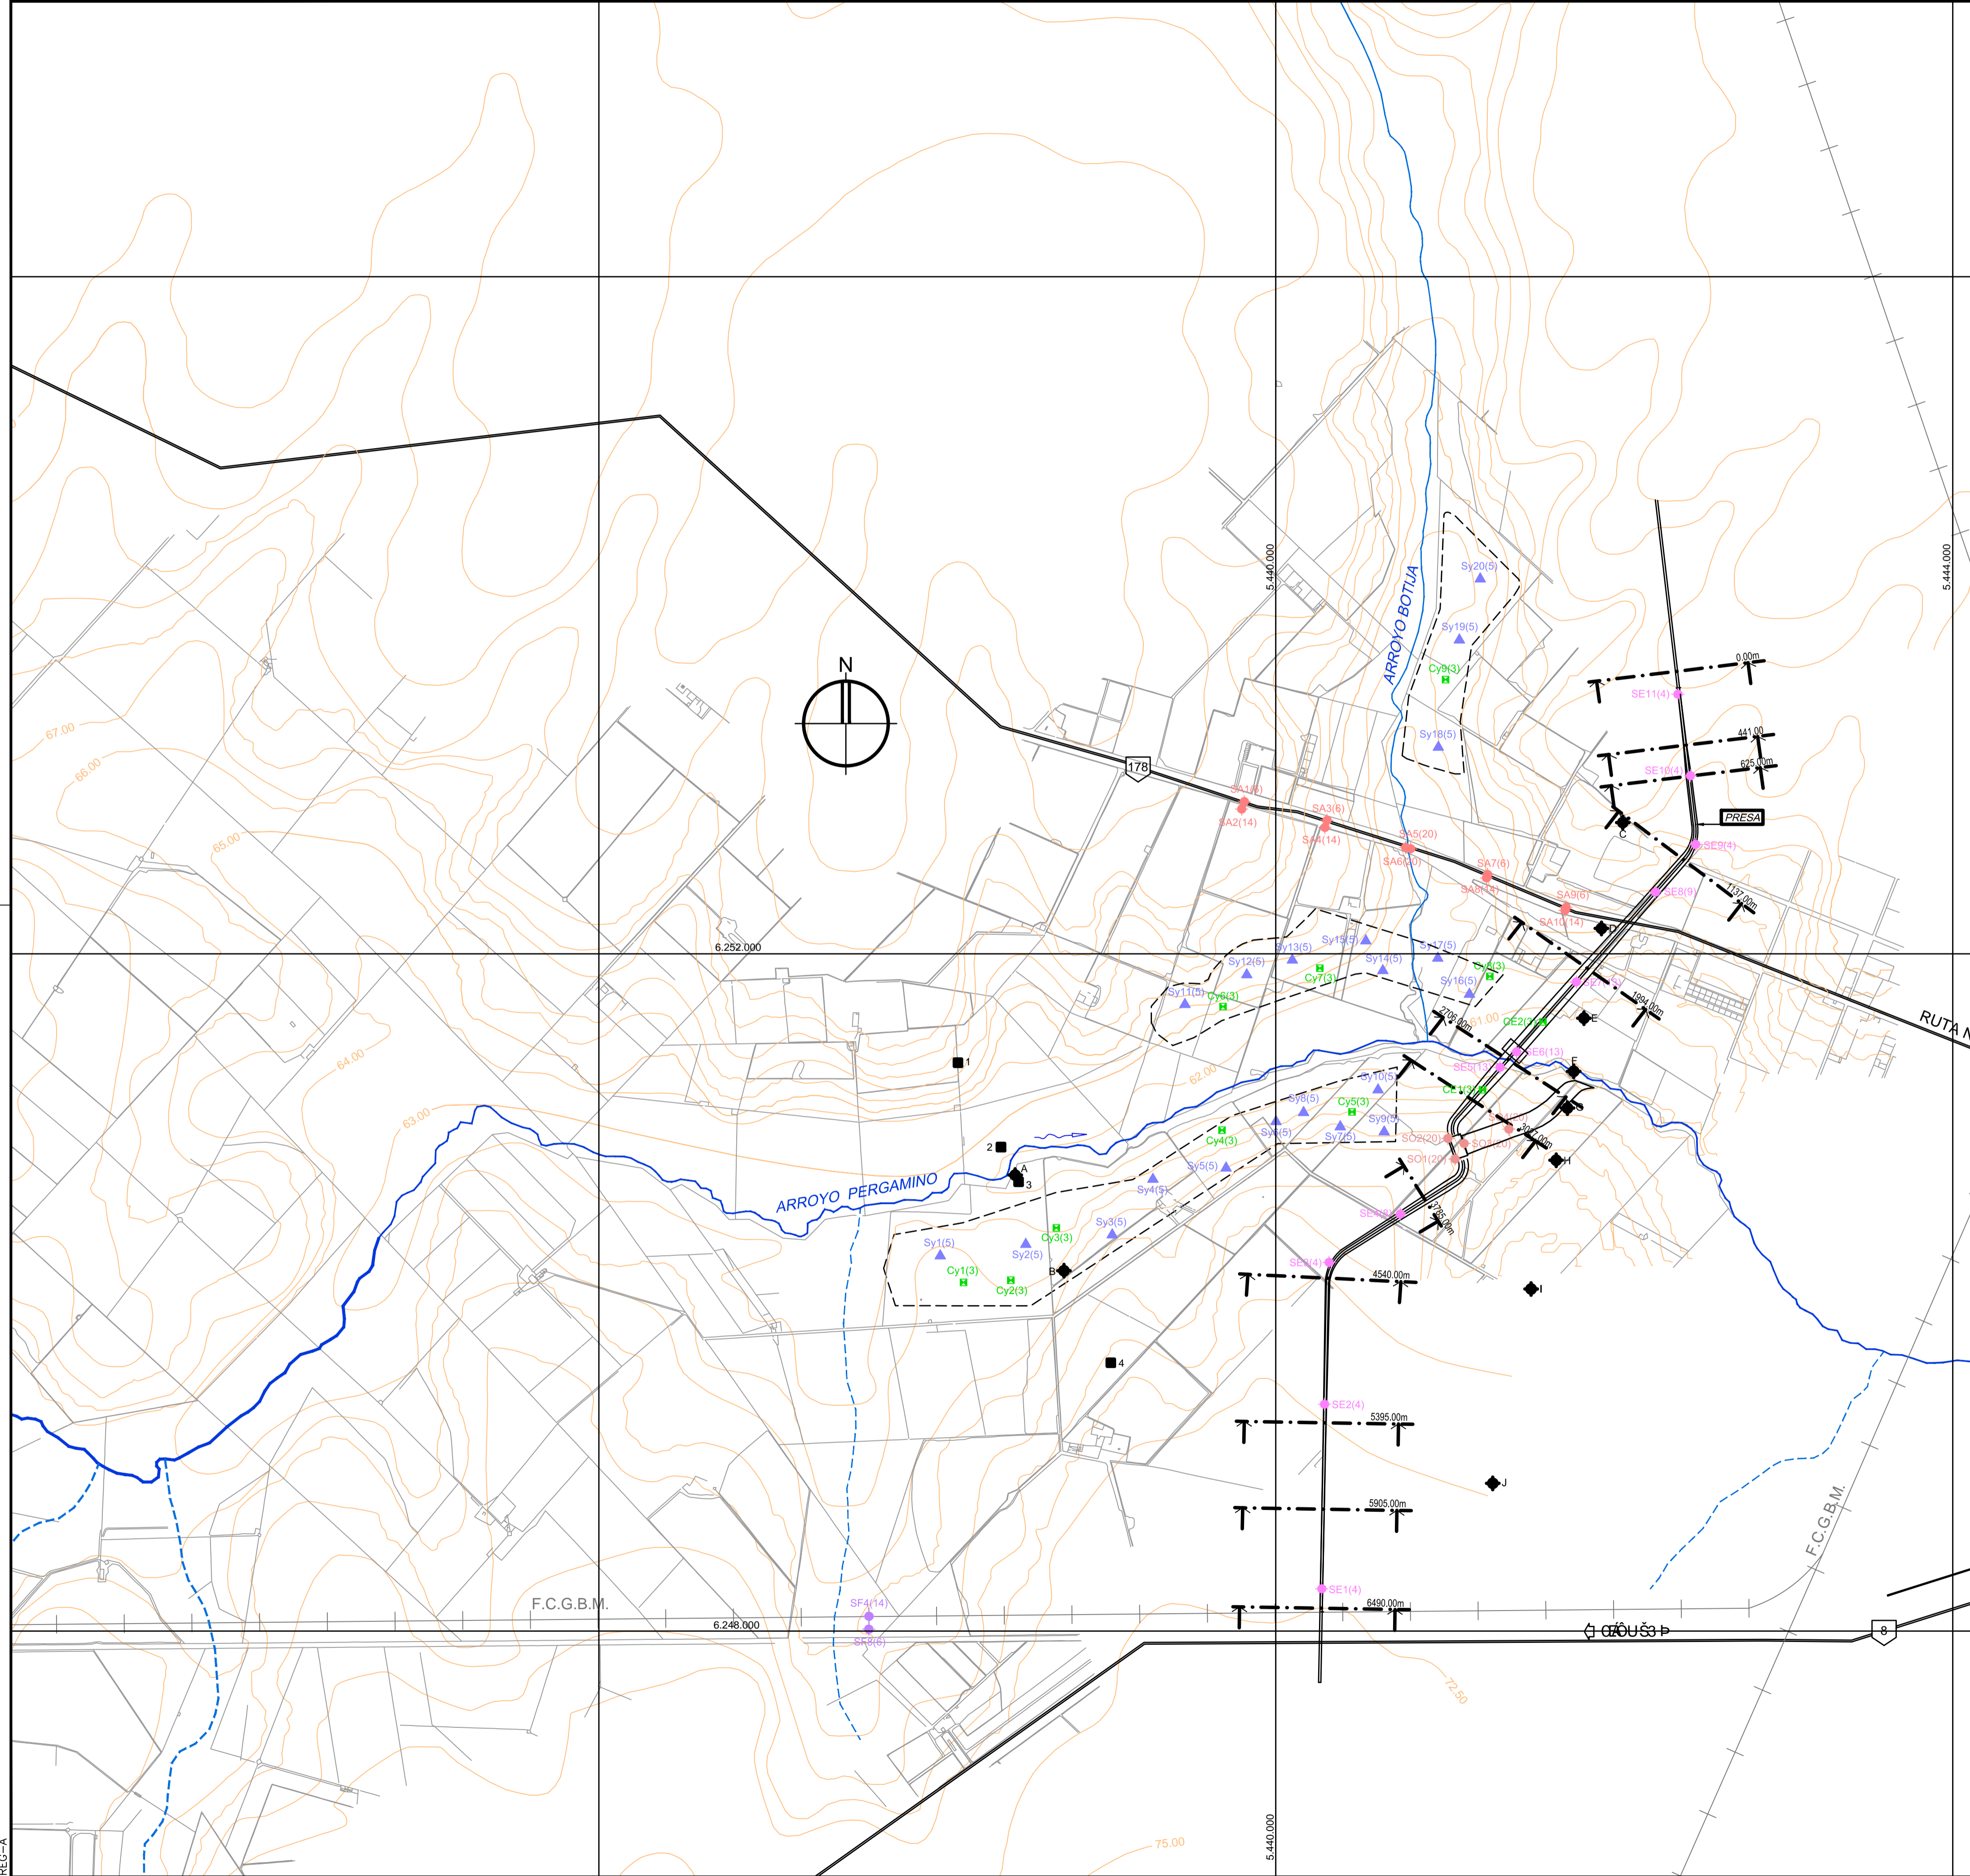 5.440.000
5.444.000
Sy20(5)
ARROYO BOTIJA
Sy19(5)
0.00m
N
Cy9(3)
SE11(4)
67.00
441.00
Sy18(5)
66.00
625.00m
178
SE10(4)
SA3(6)
PRESA
SA2(14)
SA4(14)
C
SA5(20)
65.00
SE9(4)
SA6(20)
SA7(6)
SA8(14)
SE8(9)
SA9(6)
1137.00m
SA10(14)
D
6.252.000
Sy15(5)
Sy17(5)
Sy13(5)
Sy12(5)
Sy14(5)
Cy7(3)
Sy16(5)
Sy11(5)
Cy6(3)
1994.00m
61.00
2706.00m
CE2(3)
E
RUTA N
64.00
1
SE6(13)
SE5(13)
F
62.00
Sy10(5)
CE1(3)
63.00
Sy8(5)
Cy5(3)
G
Sy6(5)
Sy7(5)
Sy9(5)
Cy4(3)
SO2(20)
SO3(20)
2
SO1(20)
H
A
Sy5(5)
3
ARROYO PERGAMINO
Sy4(5)
Sy3(5)
Cy3(3)
Sy1(5)
Sy2(5)
SE3(4)
B
Cy1(3)
4540.00m
Cy2(3)
I
4
SE2(4)
5395.00m
J
5905.00m
F.C.G.B.M.
SE1(4)
F.C.G.B.M.
SF4(14)
6490.00m
6.248.000
SF8(6)
8
72.50
5.440.000
75.00
REG-A